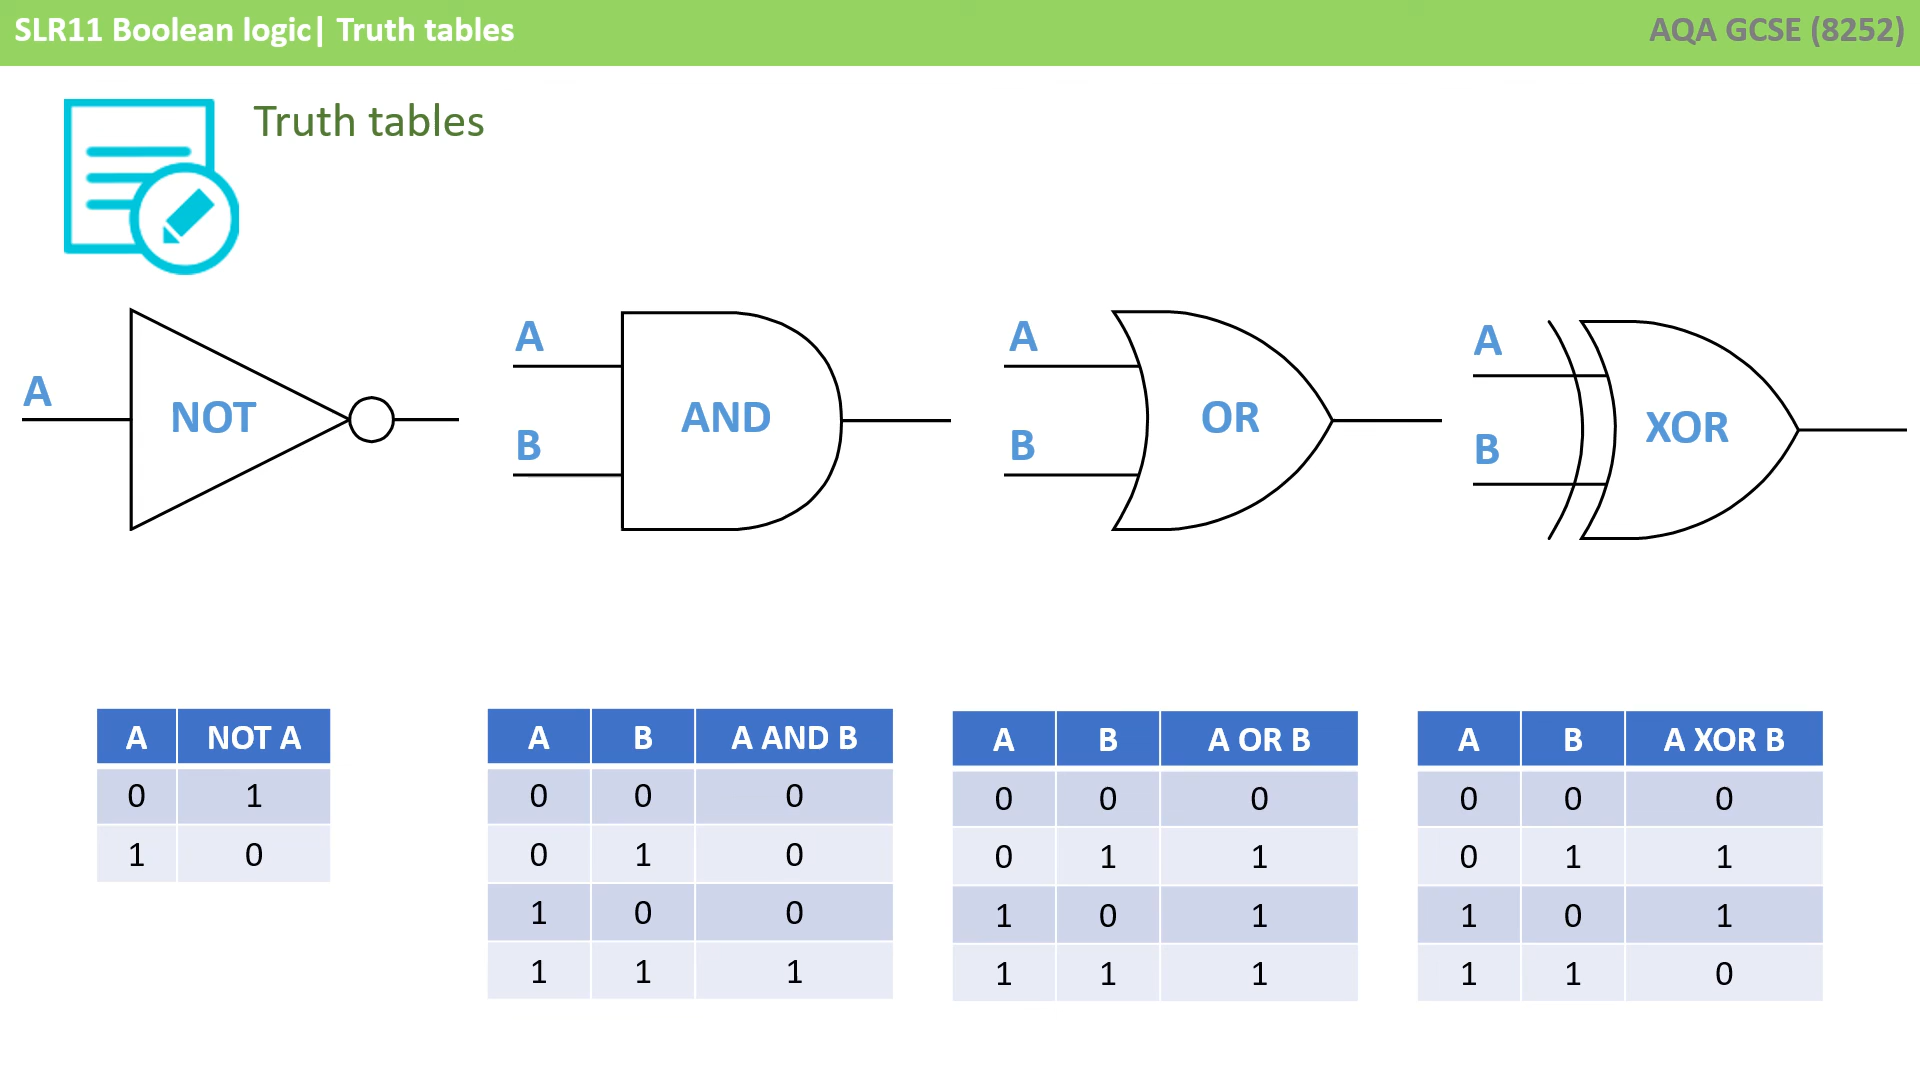 SLR11 Boolean logic| Truth tables
AQA GCSE (8252)
Truth tables
A
NOT
A
B
AND
A
B
OR
A
B
XOR
A NOT A
0 1
1 0
A B A AND B
0 0 0
0 1 0
1 0 0
1 1 1
A B A OR B
0 0 0
0 1 1
1 0 1
1 1 1
A B A XOR B
0 0 0
0 1 1
1 0 1
1 1 0